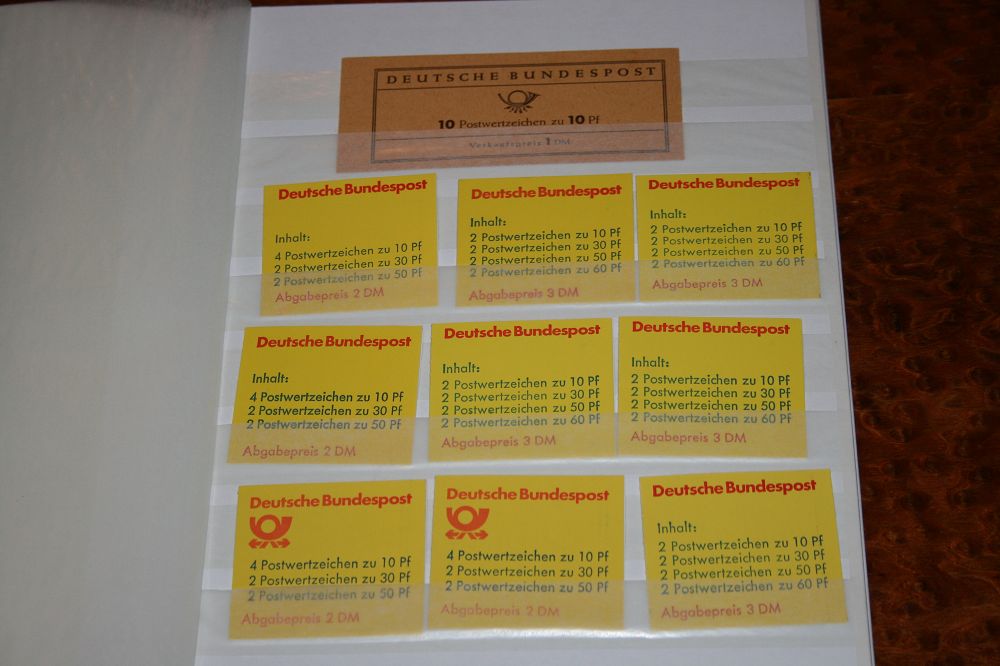 DEUTSCHE BUNDESPOST
10 Postwertzeichen zu 10 Pf
Verkaufspreis 1 DM
Deutsche Bundespost
Inhalt:
4 Postwertzeichen zu 10 Pf
2 Postwertzeichen zu 30 Pf
2 Postwertzeichen zu 50 Pf
Abgabepreis 2 DM
Deutsche Bundespost
Inhalt:
2 Postwertzeichen zu 10 Pf
2 Postwertzeichen zu 30 Pf
2 Postwertzeichen zu 50 Pf
2 Postwertzeichen zu 60 Pf
Abgabepreis 3 DM
Deutsche Bundespost
Inhalt:
2 Postwertzeichen zu 10 Pf
2 Postwertzeichen zu 30 Pf
2 Postwertzeichen zu 50 Pf
2 Postwertzeichen zu 60 Pf
Abgabepreis 3 DM
Deutsche Bundespost
Inhalt:
4 Postwertzeichen zu 10 Pf
2 Postwertzeichen zu 30 Pf
2 Postwertzeichen zu 50 Pf
Abgabepreis 2 DM
Deutsche Bundespost
Inhalt:
2 Postwertzeichen zu 10 Pf
2 Postwertzeichen zu 30 Pf
2 Postwertzeichen zu 50 Pf
2 Postwertzeichen zu 60 Pf
Abgabepreis 3 DM
Deutsche Bundespost
Inhalt:
2 Postwertzeichen zu 10 Pf
2 Postwertzeichen zu 30 Pf
2 Postwertzeichen zu 50 Pf
2 Postwertzeichen zu 60 Pf
Abgabepreis 3 DM
Deutsche Bundespost
4 Postwertzeichen zu 10 Pf
2 Postwertzeichen zu 30 Pf
2 Postwertzeichen zu 50 Pf
Abgabepreis 2 DM
Deutsche Bundespost
4 Postwertzeichen zu 10 Pf
2 Postwertzeichen zu 30 Pf
2 Postwertzeichen zu 50 Pf
Abgabepreis 2 DM
Deutsche Bundespost
Inhalt:
2 Postwertzeichen zu 10 Pf
2 Postwertzeichen zu 30 Pf
2 Postwertzeichen zu 50 Pf
2 Postwertzeichen zu 60 Pf
Abgabepreis 3 DM